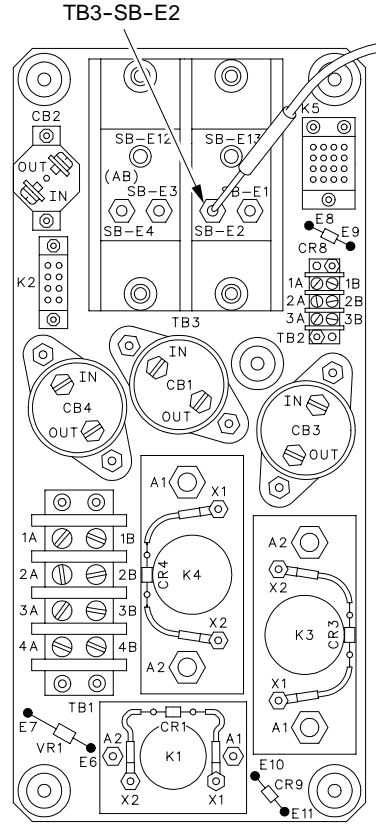 TB3-SB-E2
CB2
K5
SB-E12
SB-E13
OUT
IN
(AB)
SB-E3
SB-E1
SB-E4
SB-E2
E8
E9
CR8
K2
1A
1B
2A
2B
3A
3B
TB2
TB3
IN
CB1
OUT
IN
CB4
OUT
IN
CB3
OUT
A1
X1
1A
1B
2A
2B
3A
3B
4A
4B
CR4
K4
X2
A2
A2
X2
K3
CR3
X1
A1
TB1
E7
VR1
E6
A2
CR1
A1
K1
X2
X1
E10
CR9
E11